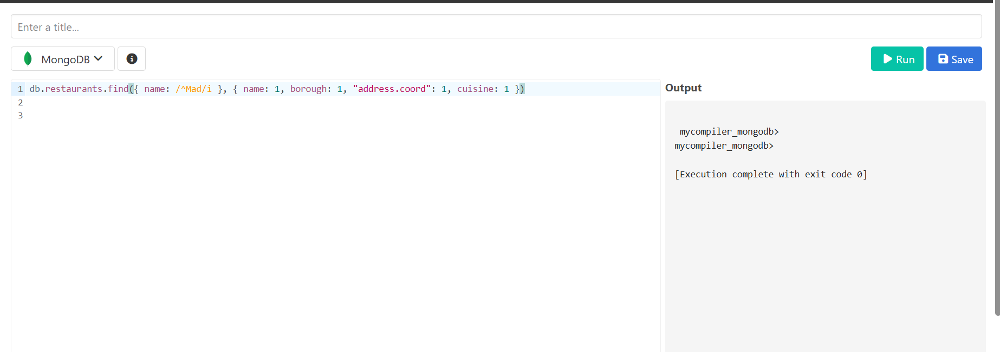 Enter a title...
MongoDB
Run
Save
1 db.restaurants.find({ name: /^Mad/i }, { name: 1, borough: 1, "address.coord": 1, cuisine: 1 })
2
3
Output
mycompiler_mongodb>
mycompiler_mongodb>
[Execution complete with exit code 0]